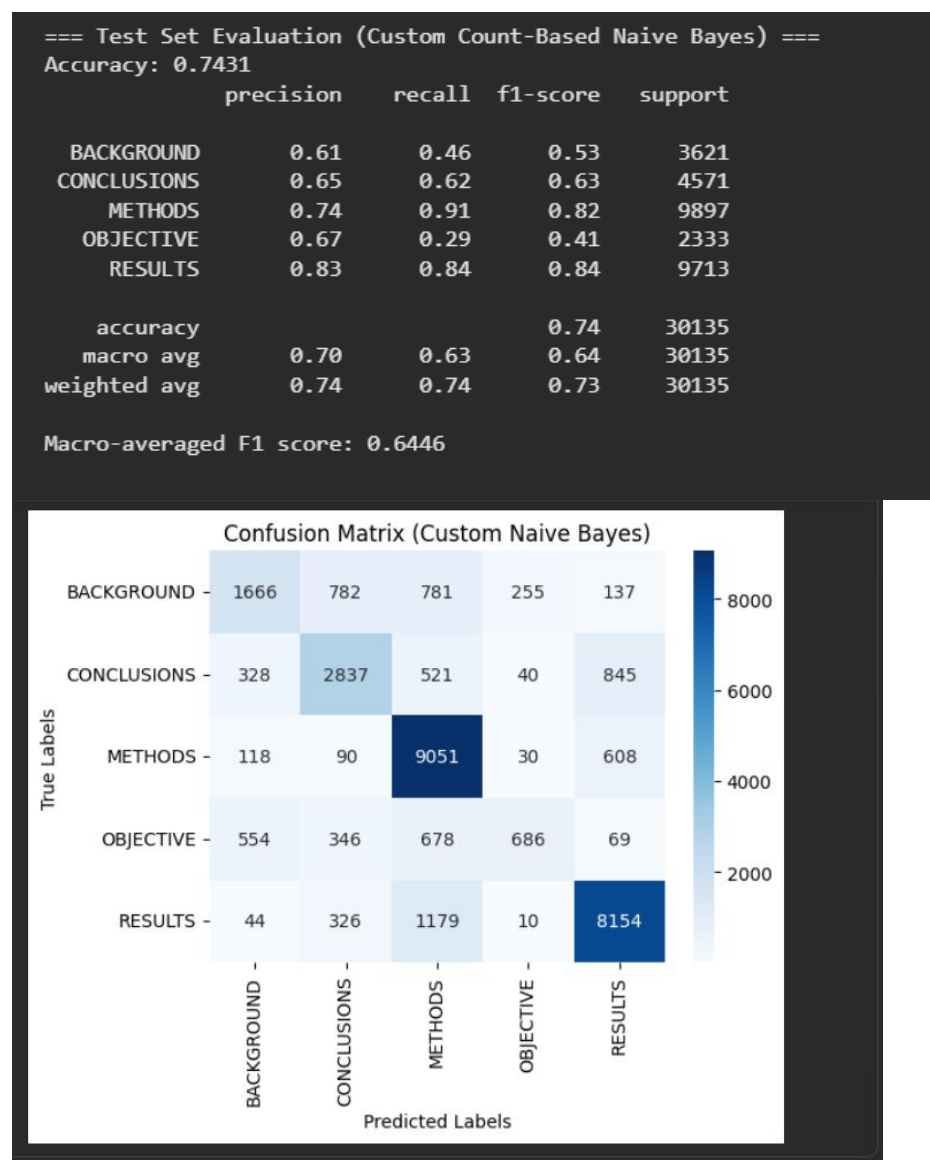 === Test Set Evaluation (Custom Count-Based Naive Bayes) ===
Accuracy: 0.7431
precision recall f1-score support
BACKGROUND 0.61 0.46 0.53 3621
CONCLUSIONS 0.65 0.62 0.63 4571
METHODS 0.74 0.91 0.82 9897
OBJECTIVE 0.67 0.29 0.41 2333
RESULTS 0.83 0.84 0.84 9713
accuracy 0.74 30135
macro avg 0.70 0.63 0.64 30135
weighted avg 0.74 0.74 0.73 30135
Macro-averaged F1 score: 0.6446
Confusion Matrix (Custom Naive Bayes)
BACKGROUND 1666 782 781 255 137
CONCLUSIONS 328 2837 521 40 845
METHODS 118 90 9051 30 608
OBJECTIVE 554 346 678 686 69
RESULTS 44 326 1179 10 8154
True Labels
BACKGROUND CONCLUSIONS METHODS OBJECTIVE RESULTS
Predicted Labels
8000
6000
4000
2000